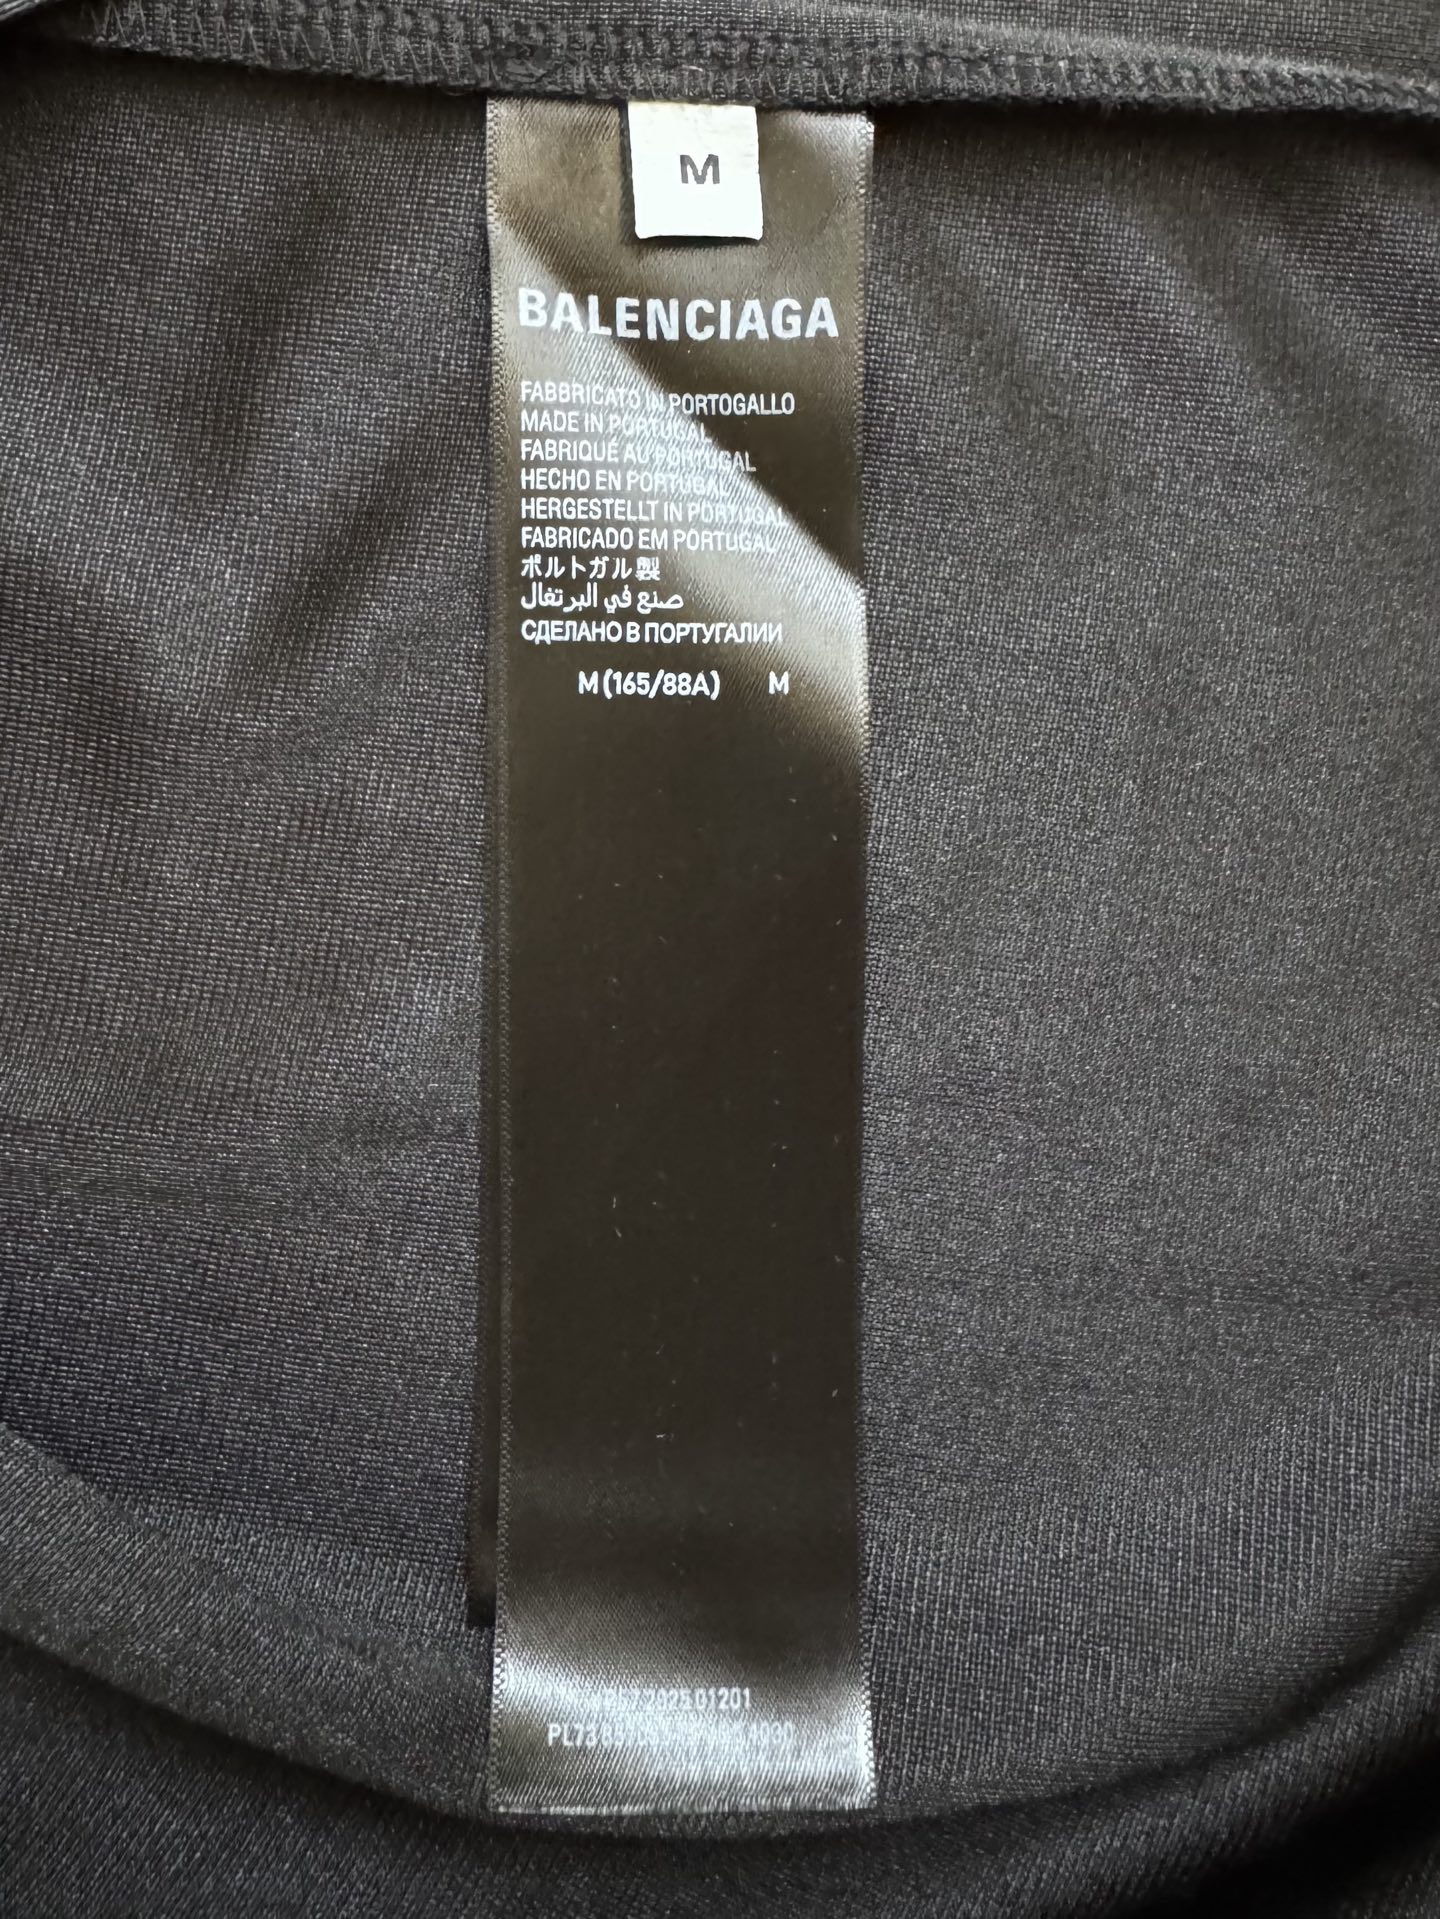 M
BALENCIAGA
FABBRICATO IN PORTOGALLO
MADE IN PORTUGAL
FABRIQUÉ AU PORTUGAL
HECHO EN PORTUGAL
HERGESTELLT IN PORTUGAL
FABRICADO EM PORTUGAL
ポルトガル製
صنع في البرتغال
СДЕЛАНО В ПОРТУГАЛИИ
M (165/88A) M